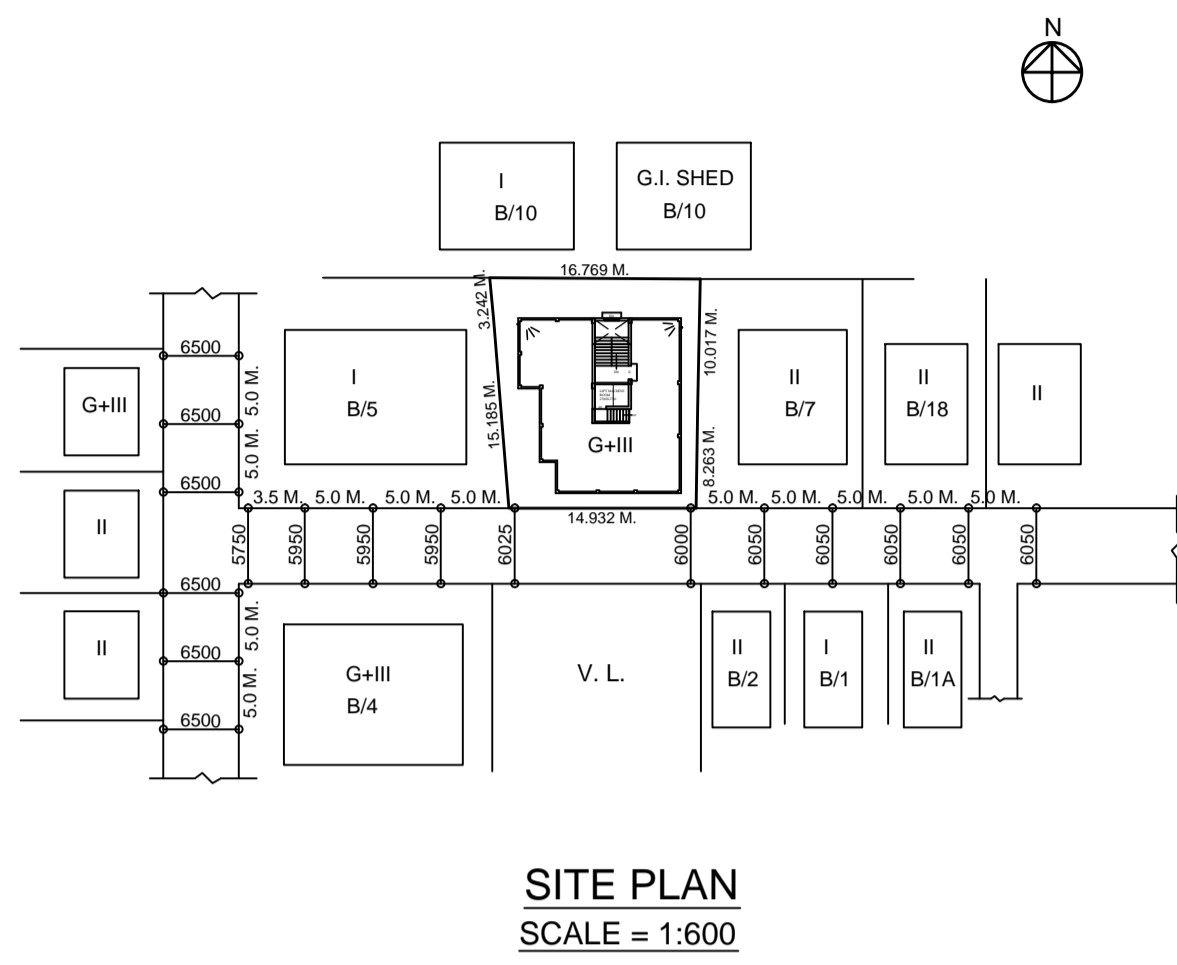 N
I
B/10
G.I. SHED
B/10
16.769 M.
3.242 M.
15.185 M.
10.017 M.
8.263 M.
14.932 M.
G+III
6500
6500
6500
5.0 M.
5.0 M.
G+III
II
II
I
B/5
II
B/7
II
B/18
II
3.5 M. 5.0 M. 5.0 M. 5.0 M.
5.0 M. 5.0 M. 5.0 M. 5.0 M. 5.0 M.
5750
5950
5950
5950
6025
6000
6050
6050
6050
6050
6050
6500
6500
6500
5.0 M.
5.0 M.
G+III
B/4
V. L.
II
B/2
I
B/1
II
B/1A
SITE PLAN
SCALE = 1:600